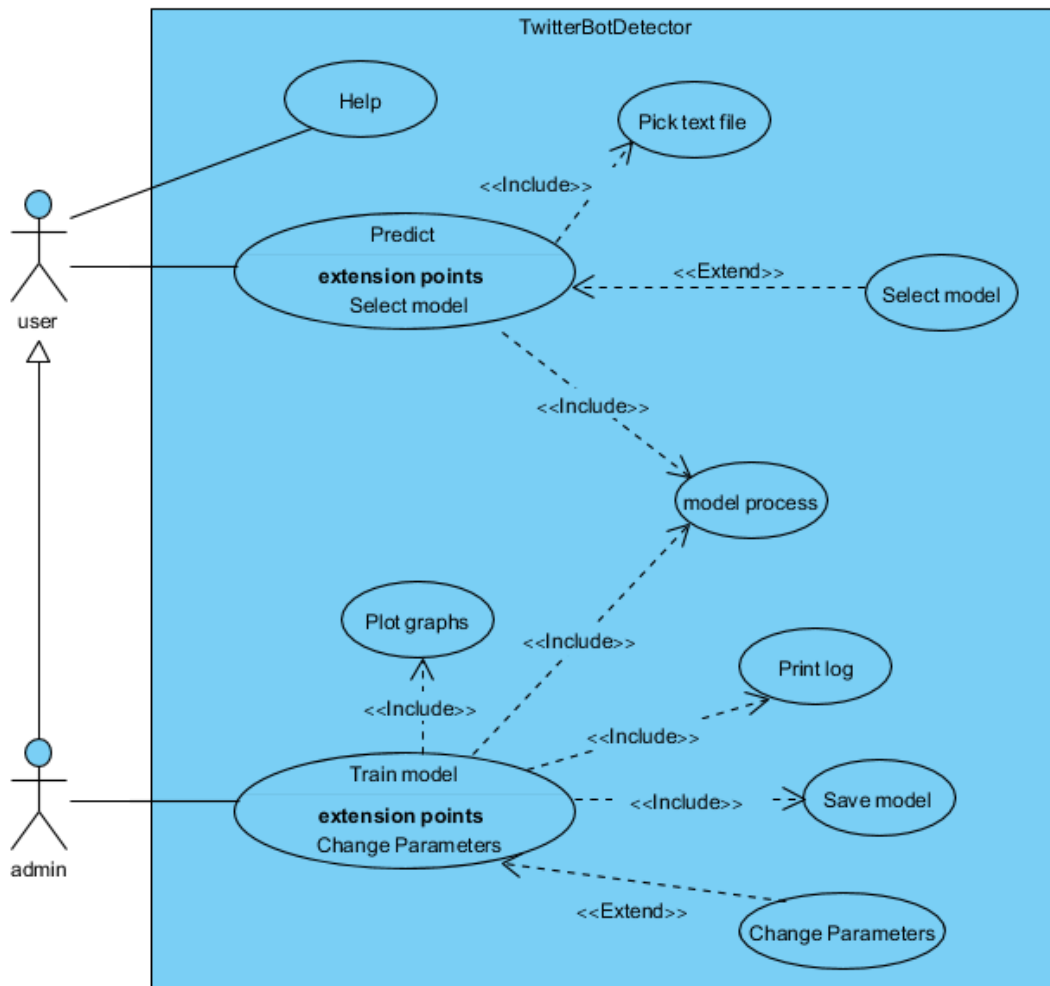 TwitterBotDetector
Help
Pick text file
<<Include>>
Predict
extension points
Select model
<<Extend>>
Select model
user
<<Include>>
model process
Plot graphs
<<Include>>
Print log
<<Include>>
<<Include>>
Train model
extension points
Change Parameters
<<Include>>
Save model
admin
<<Extend>>
Change Parameters